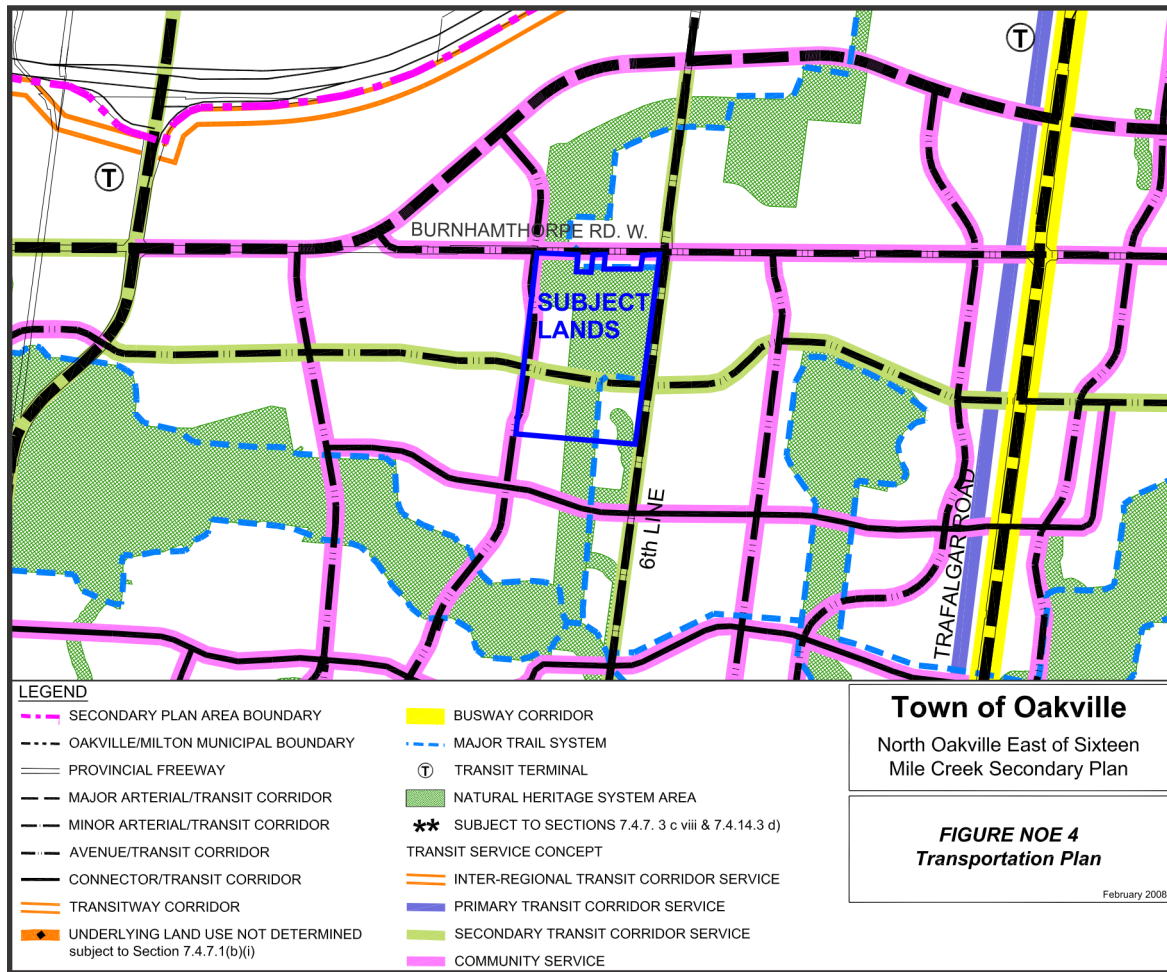 T
T
BURNHAMTHORPE RD. W.
SUBJECT
LANDS
6th LINE
TRAFALGAR ROAD
LEGEND
SECONDARY PLAN AREA BOUNDARY
OAKVILLE/MILTON MUNICIPAL BOUNDARY
PROVINCIAL FREEWAY
MAJOR ARTERIAL/TRANSIT CORRIDOR
MINOR ARTERIAL/TRANSIT CORRIDOR
AVENUE/TRANSIT CORRIDOR
CONNECTOR/TRANSIT CORRIDOR
TRANSITWAY CORRIDOR
UNDERLYING LAND USE NOT DETERMINED
subject to Section 7.4.7.1(b)(i)
BUSWAY CORRIDOR
MAJOR TRAIL SYSTEM
T TRANSIT TERMINAL
NATURAL HERITAGE SYSTEM AREA
** SUBJECT TO SECTIONS 7.4.7. 3 c viii & 7.4.14.3 d)
TRANSIT SERVICE CONCEPT
INTER-REGIONAL TRANSIT CORRIDOR SERVICE
PRIMARY TRANSIT CORRIDOR SERVICE
SECONDARY TRANSIT CORRIDOR SERVICE
COMMUNITY SERVICE
Town of Oakville
North Oakville East of Sixteen
Mile Creek Secondary Plan
FIGURE NOE 4
Transportation Plan
February 2008